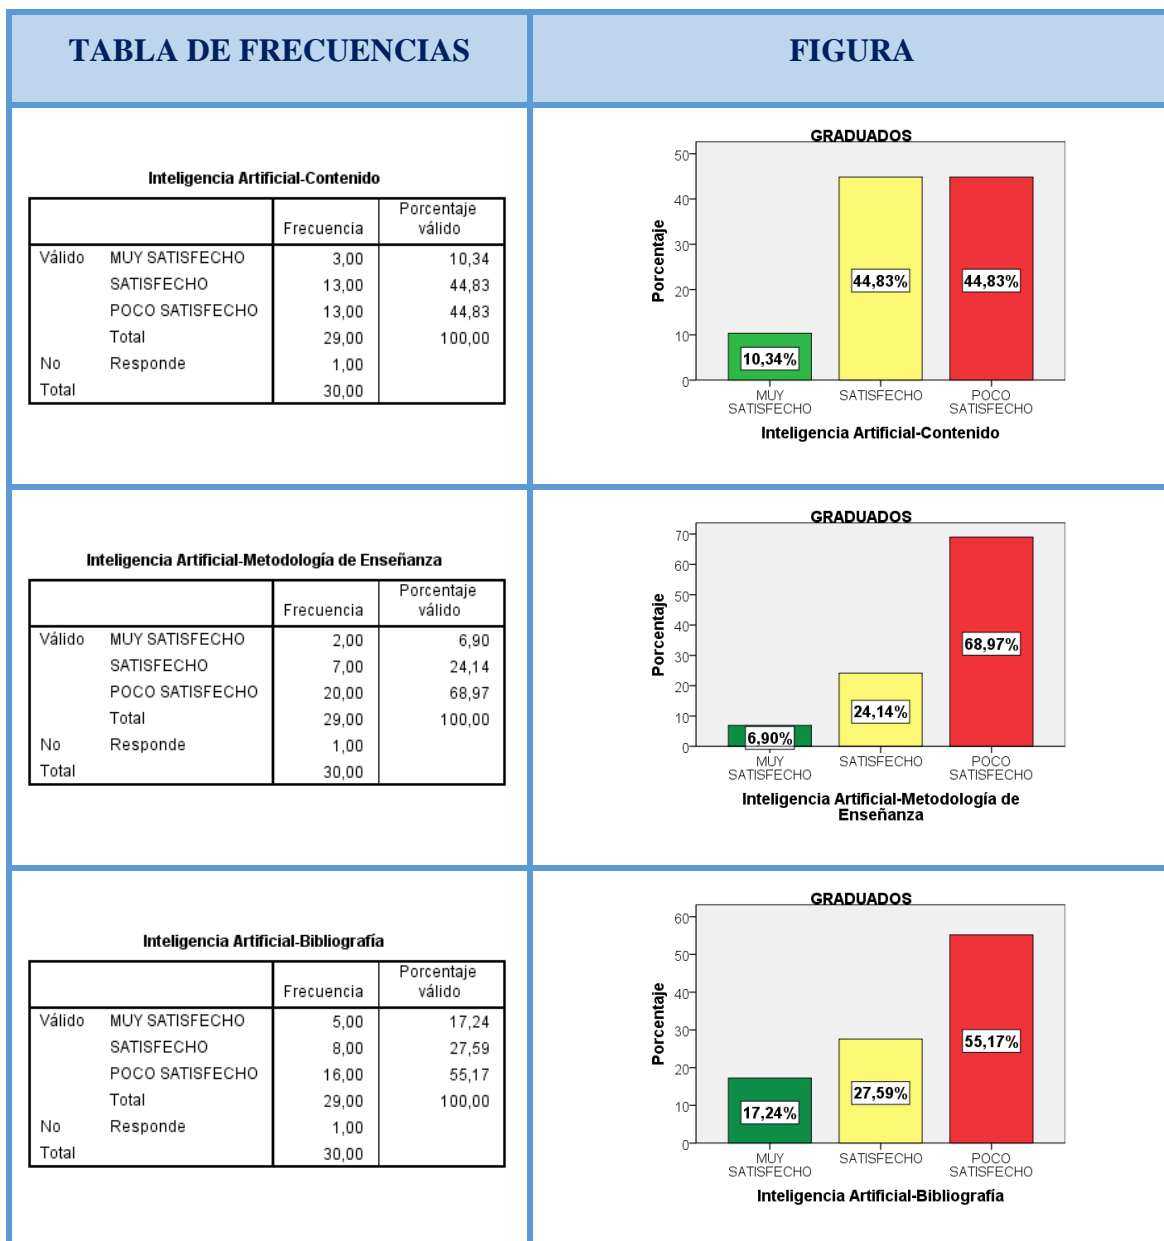 TABLA DE FRECUENCIAS
FIGURA
Inteligencia Artificial-Contenido
Frecuencia Porcentaje válido
Válido MUY SATISFECHO 3,00 10,34
SATISFECHO 13,00 44,83
POCO SATISFECHO 13,00 44,83
Total 29,00 100,00
No Responde 1,00
Total 30,00
GRADUADOS
Porcentaje
50
40
30
20
10
0
10,34%
44,83%
44,83%
MUY SATISFECHO
SATISFECHO
POCO SATISFECHO
Inteligencia Artificial-Contenido
Inteligencia Artificial-Metodología de Enseñanza
Frecuencia Porcentaje válido
Válido MUY SATISFECHO 2,00 6,90
SATISFECHO 7,00 24,14
POCO SATISFECHO 20,00 68,97
Total 29,00 100,00
No Responde 1,00
Total 30,00
GRADUADOS
Porcentaje
70
60
50
40
30
20
10
0
6,90%
24,14%
68,97%
MUY SATISFECHO
SATISFECHO
POCO SATISFECHO
Inteligencia Artificial-Metodología de
Enseñanza
Inteligencia Artificial-Bibliografía
Frecuencia Porcentaje válido
Válido MUY SATISFECHO 5,00 17,24
SATISFECHO 8,00 27,59
POCO SATISFECHO 16,00 55,17
Total 29,00 100,00
No Responde 1,00
Total 30,00
GRADUADOS
Porcentaje
60
50
40
30
20
10
0
17,24%
27,59%
55,17%
MUY SATISFECHO
SATISFECHO
POCO SATISFECHO
Inteligencia Artificial-Bibliografía